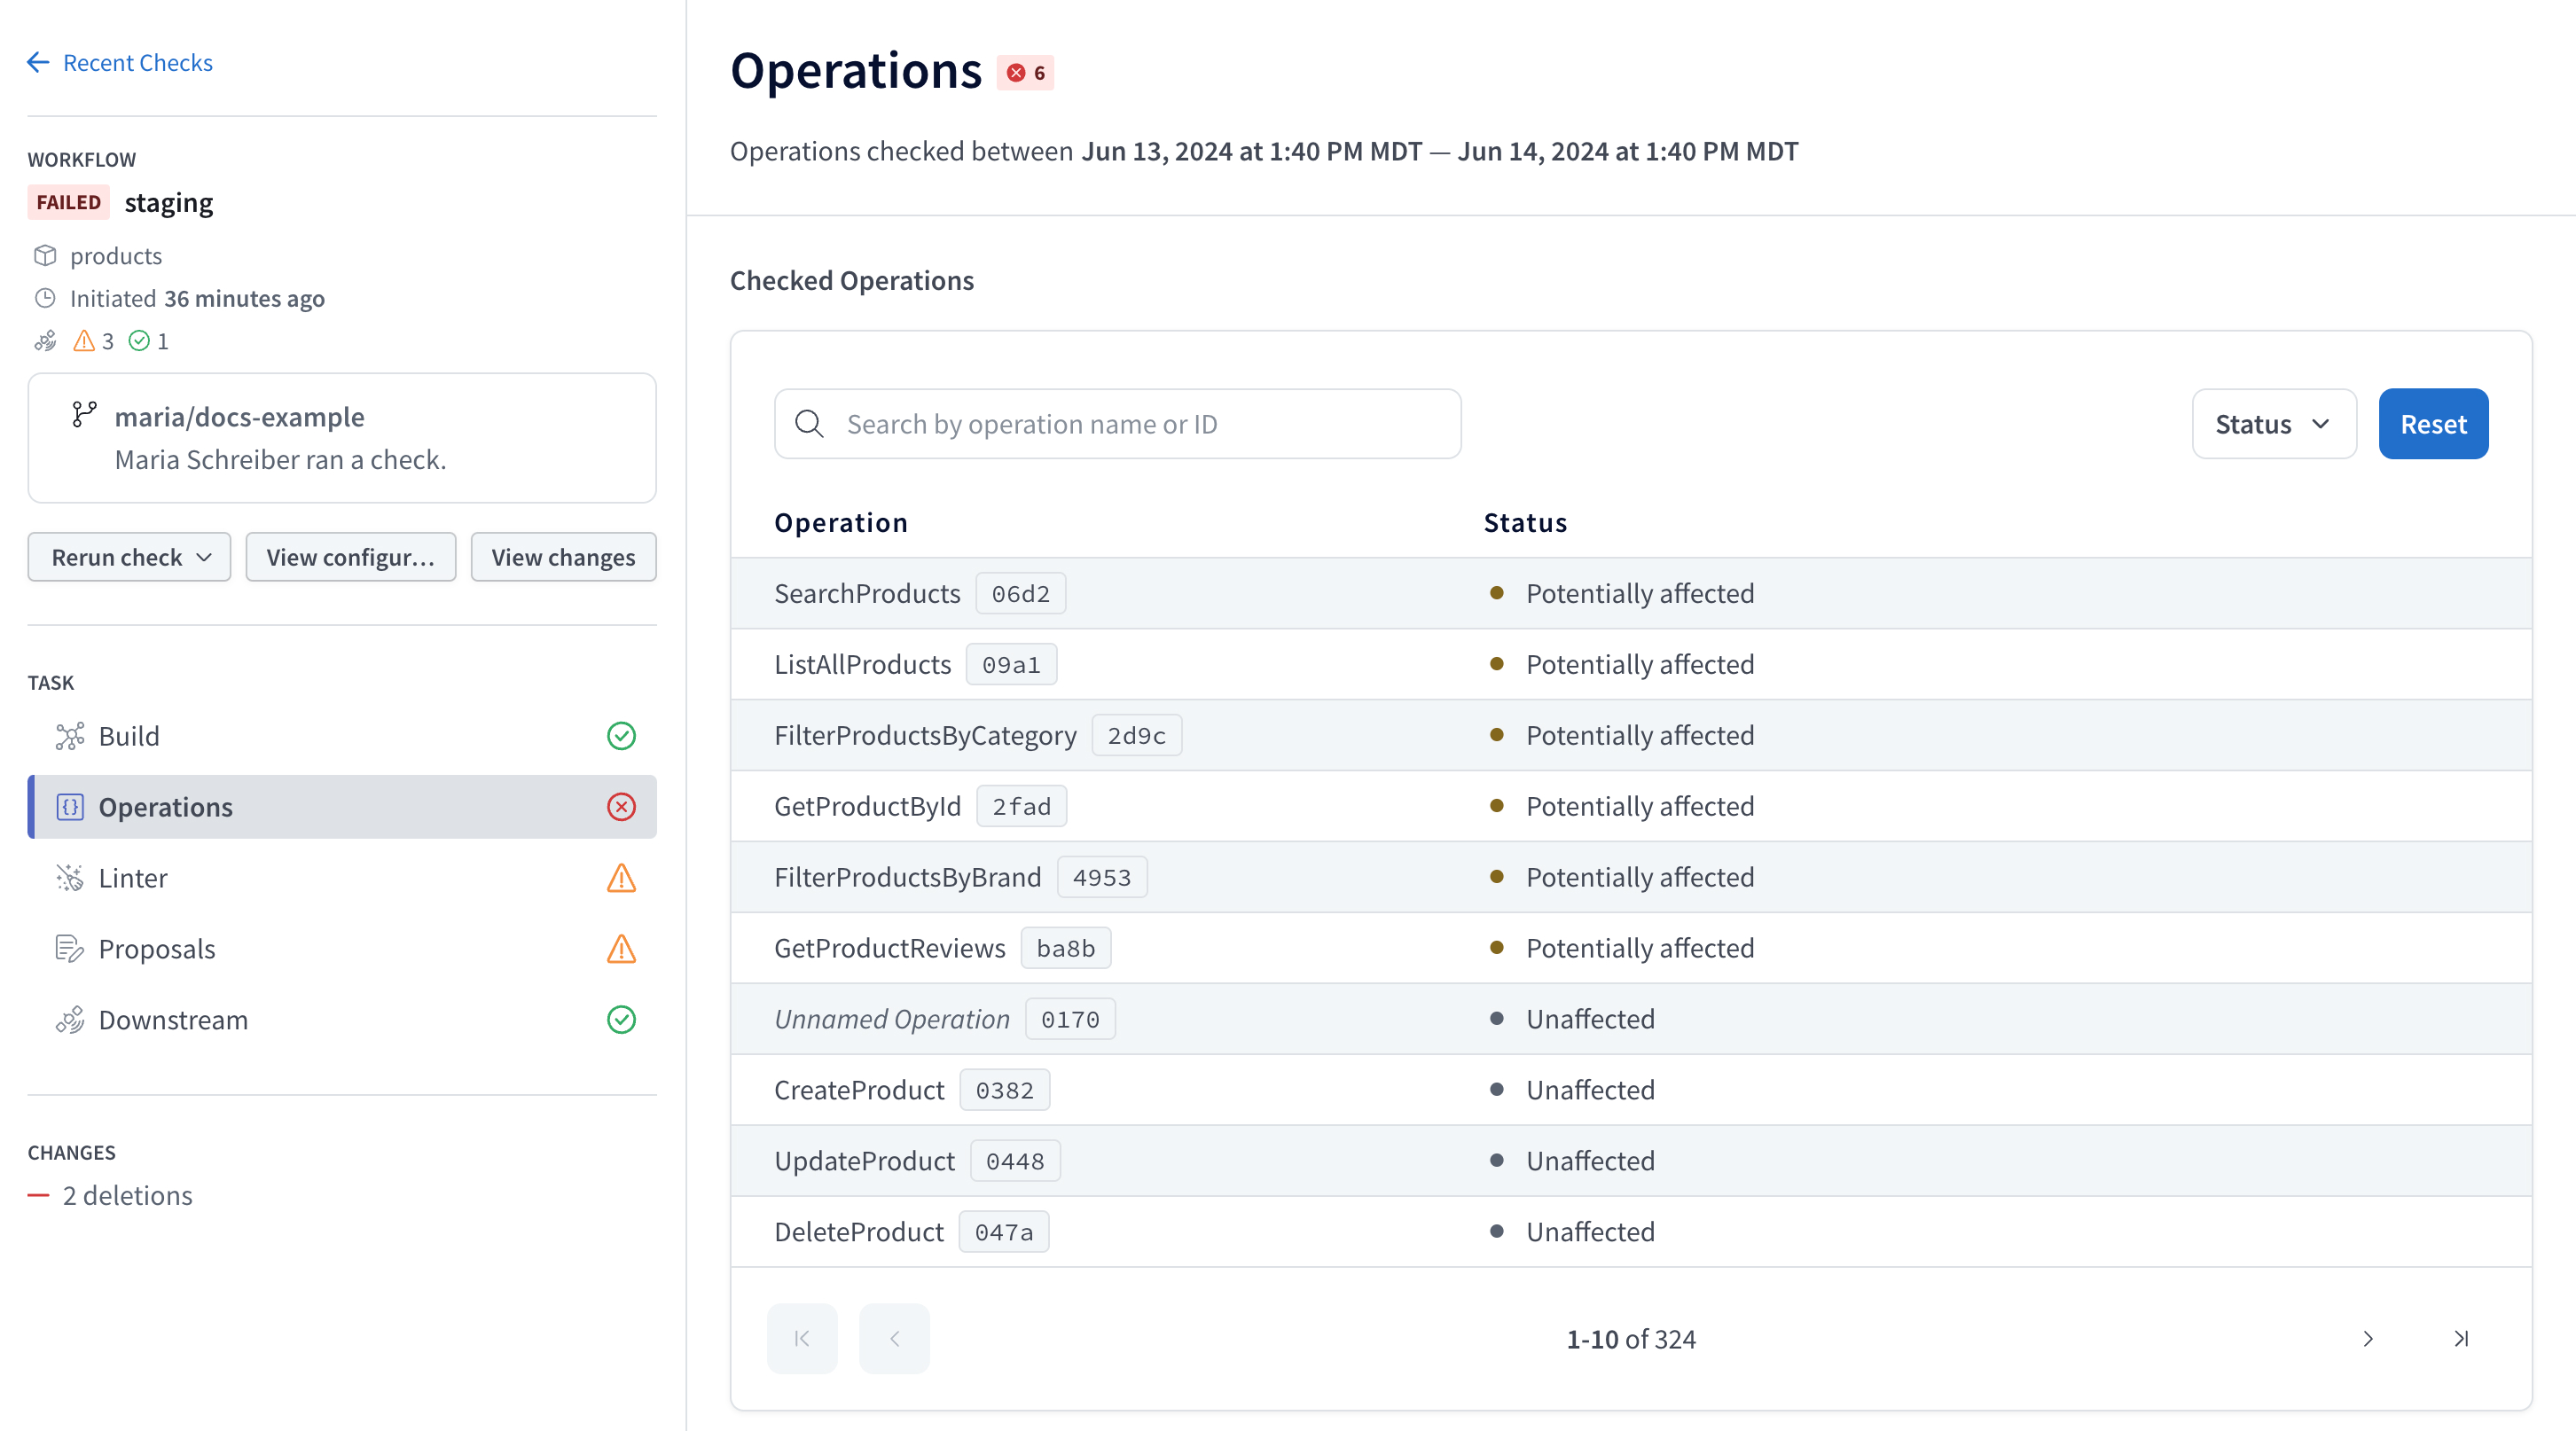 Recent Checks
WORKFLOW
FAILED staging
products
Initiated 36 minutes ago
3 1
maria/docs-example
Maria Schreiber ran a check.
Rerun check View configur... View changes
TASK
Build
Operations
Linter
Proposals
Downstream
CHANGES
2 deletions
Operations 6
Operations checked between Jun 13, 2024 at 1:40 PM MDT — Jun 14, 2024 at 1:40 PM MDT
Checked Operations
Search by operation name or ID Status Reset
Operation Status
SearchProducts 06d2 Potentially affected
ListAllProducts 09a1 Potentially affected
FilterProductsByCategory 2d9c Potentially affected
GetProductById 2fad Potentially affected
FilterProductsByBrand 4953 Potentially affected
GetProductReviews ba8b Potentially affected
Unnamed Operation 0170 Unaffected
CreateProduct 0382 Unaffected
UpdateProduct 0448 Unaffected
DeleteProduct 047a Unaffected
1-10 of 324